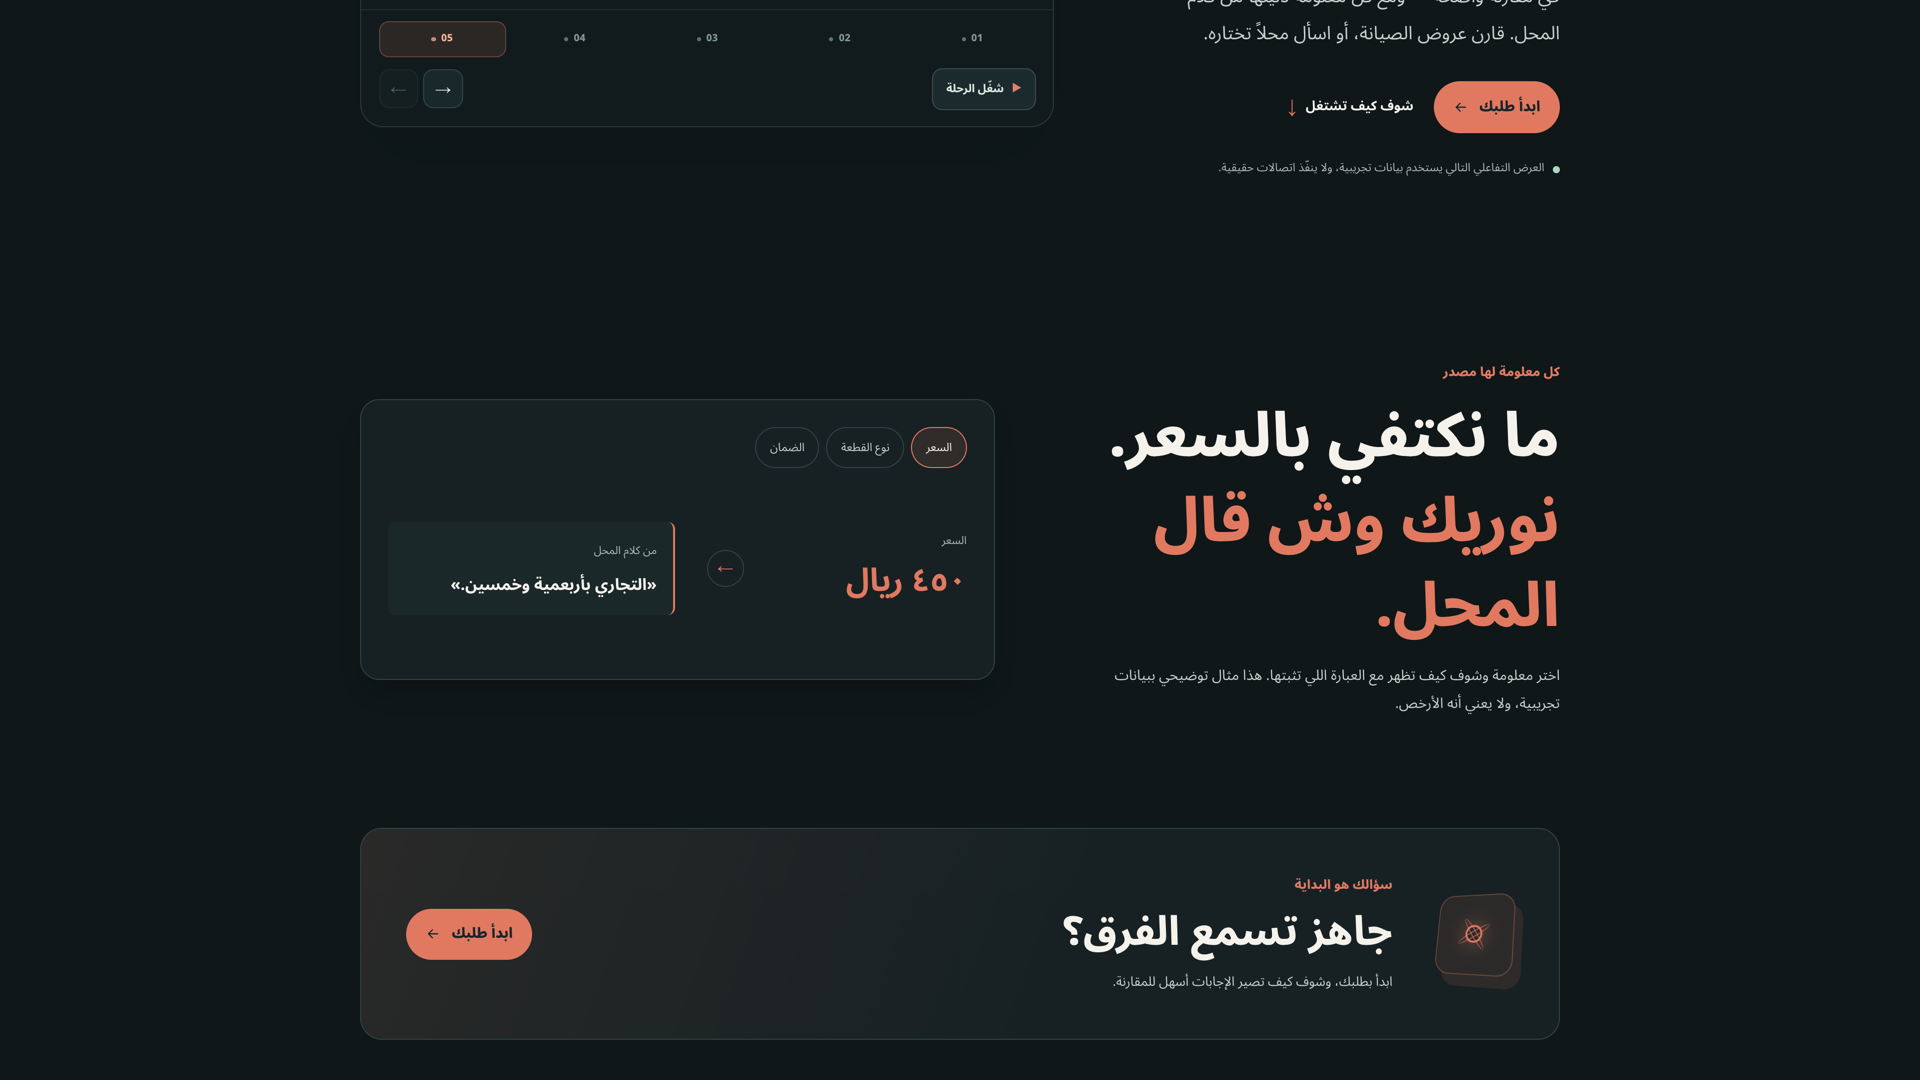 المحل. قارن عروض الصيانة، أو اسأل محلاً تختاره.
ابدأ طلبك ←
شوف كيف تشتغل ↓
العرض التفاعلي التالي يستخدم بيانات تجريبية، ولا ينفّذ اتصالات حقيقية.
01
02
03
04
05
شغّل الرحلة
→
←
كل معلومة لها مصدر
ما نكتفي بالسعر.
نوريك وش قال
المحل.
اختر معلومة وشوف كيف تظهر مع العبارة اللي تثبتها. هذا مثال توضيحي ببيانات
تجريبية، ولا يعني أنه الأرخص.
السعر
نوع القطعة
الضمان
السعر
٤٥٠ ريال
←
من كلام المحل
«التجاري بأربعمية وخمسين.»
سؤالك هو البداية
جاهز تسمع الفرق؟
ابدأ بطلبك، وشوف كيف تصير الإجابات أسهل للمقارنة.
ابدأ طلبك ←